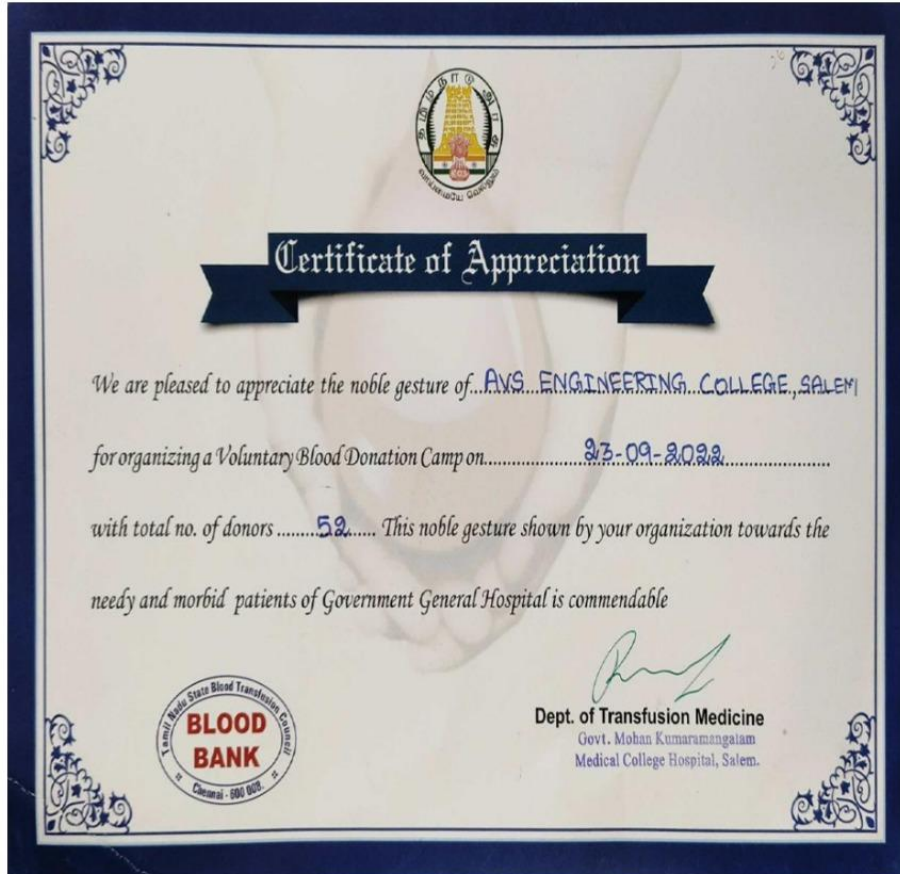 தமிழ்நாடு அரசு
வாய்மையே வெல்லும்
Certificate of Appreciation
We are pleased to appreciate the noble gesture of...AVS ENGINEERING COLLEGE, SALEM
for organizing a Voluntary Blood Donation Camp on.................23-09-2022.....................
with total no. of donors ........52...... This noble gesture shown by your organization towards the
needy and morbid patients of Government General Hospital is commendable
Tamil Nadu State Blood Transfusion Council
BLOOD
BANK
Chennai - 600 008.
Dept. of Transfusion Medicine
Govt. Mohan Kumaramangalam
Medical College Hospital, Salem.